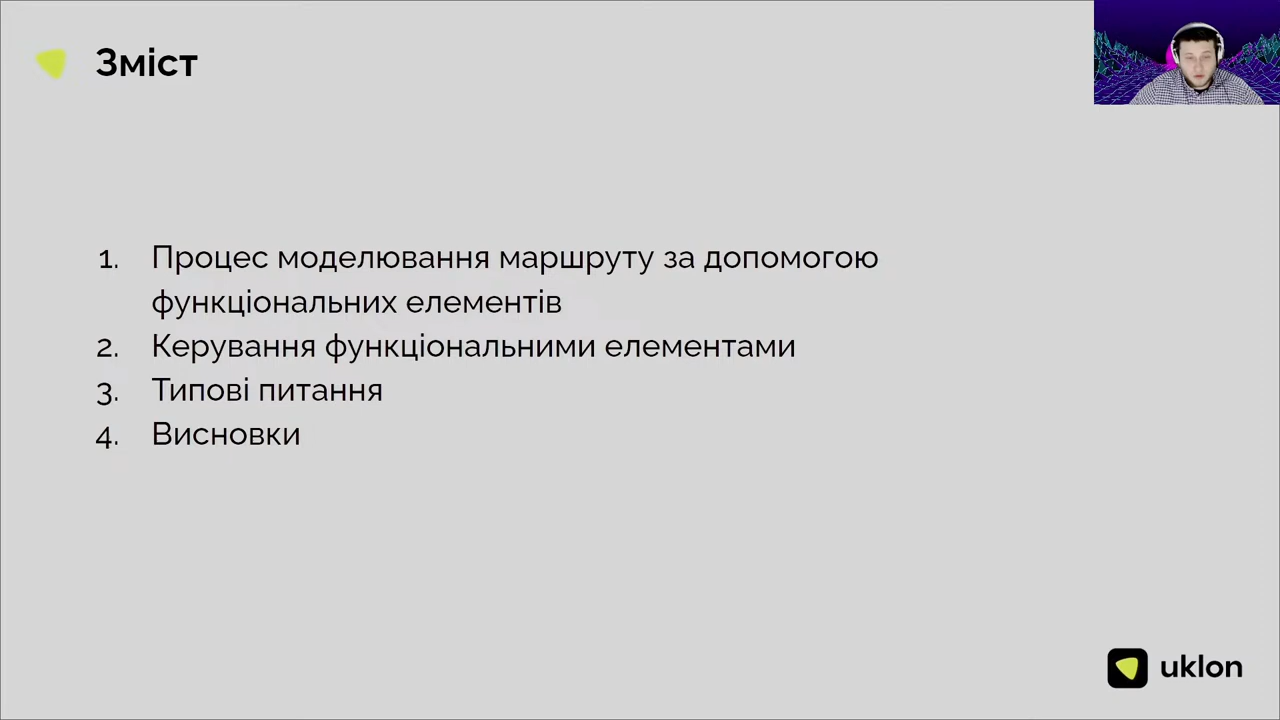 Зміст
1. Процес моделювання маршруту за допомогою
функціональних елементів
2. Керування функціональними елементами
3. Типові питання
4. Висновки
uklon